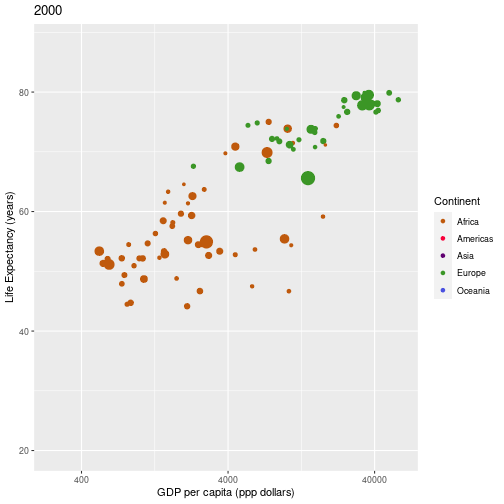 2000
80
60
40
20
Life Expectancy (years)
400
4000
40000
GDP per capita (ppp dollars)
Continent
Africa
Americas
Asia
Europe
Oceania